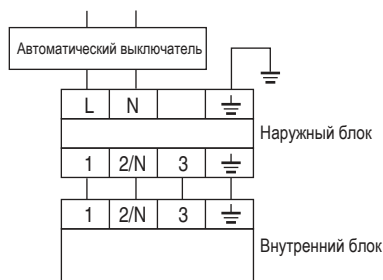 Автоматический выключатель
L N
Наружный блок
1 2/N 3
1 2/N 3
Внутренний блок